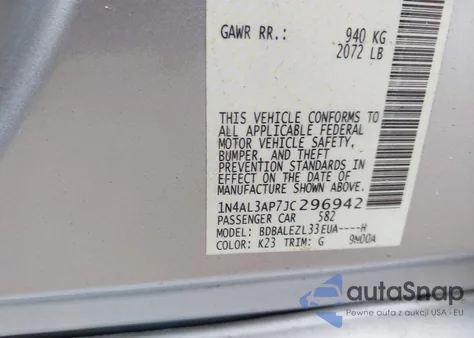 GAWR RR.: 940 KG
2072 LB
THIS VEHICLE CONFORMS TO
ALL APPLICABLE FEDERAL
MOTOR VEHICLE SAFETY,
BUMPER, AND THEFT
PREVENTION STANDARDS IN
EFFECT ON THE DATE OF
MANUFACTURE SHOWN ABOVE.
1N4AL3AP7JC296942
PASSENGER CAR 582
MODEL: BDBALEZL33EUA----H
COLOR: K23 TRIM: G 9N00A
autoSnap
Pewne auta z USA i EU